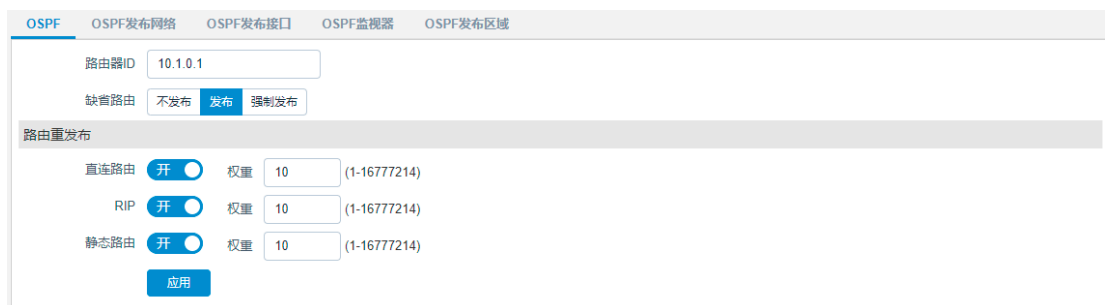 OSPF OSPF发布网络 OSPF发布接口 OSPF监视器 OSPF发布区域
路由器ID 10.1.0.1
缺省路由 不发布 发布 强制发布
路由重发布
直连路由 开 权重 10 (1-16777214)
RIP 开 权重 10 (1-16777214)
静态路由 开 权重 10 (1-16777214)
应用